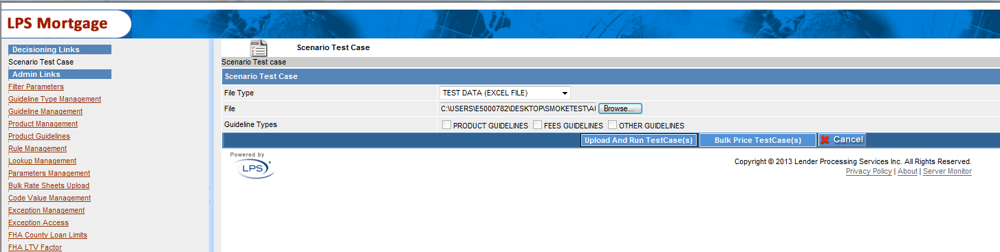 LPS Mortgage
Decisioning Links
Scenario Test Case
Admin Links
Filter Parameters
Guideline Type Management
Guideline Management
Product Management
Product Guidelines
Rule Management
Lookup Management
Parameters Management
Bulk Rate Sheets Upload
Code Value Management
Exception Management
Exception Access
FHA County Loan Limits
FHA LTV Factor
Scenario Test Case
Scenario Test case
Scenario Test Case
File Type TEST DATA (EXCEL FILE)
File C:\USERS\E5000782\DESKTOP\SMOKETEST\AU Browse...
Guideline Types PRODUCT GUIDELINES FEES GUIDELINES OTHER GUIDELINES
Upload And Run TestCase(s) Bulk Price TestCase(s) Cancel
Powered by
LPS®
Copyright © 2013 Lender Processing Services Inc. All Rights Reserved.
Privacy Policy | About | Server Monitor